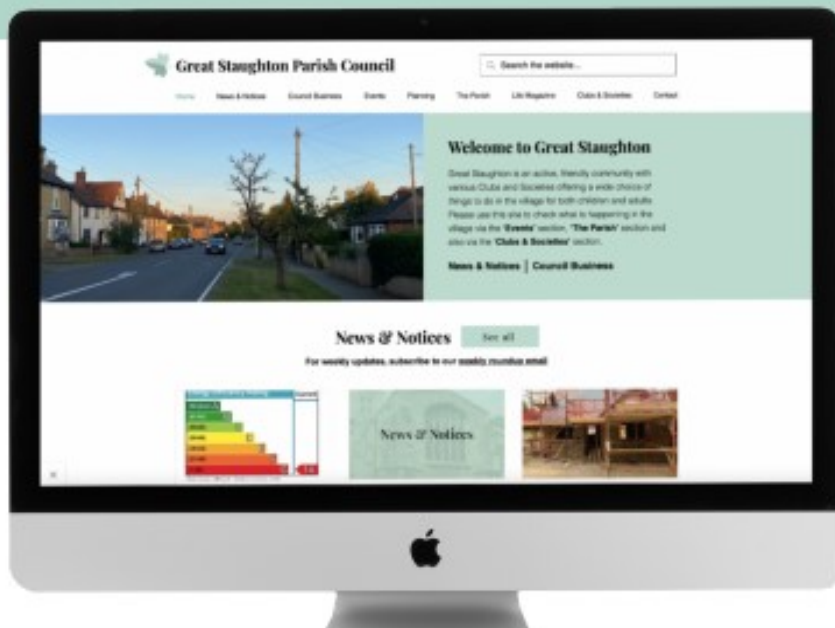 Great Staughton Parish Council
Search the website...
Home News & Notices Council Business Events Planning The Parish Life Magazine Clubs & Societies Contact
Welcome to Great Staughton
Great Staughton is an active, friendly community with
various Clubs and Societies offering a wide choice of
things to do in the village for both children and adults.
Please use this site to check what is happening in the
village via the 'Events' section, 'The Parish' section and
also via the 'Clubs & Societies' section.
News & Notices | Council Business
News & Notices See all
For weekly updates, subscribe to our weekly roundup email
News & Notices